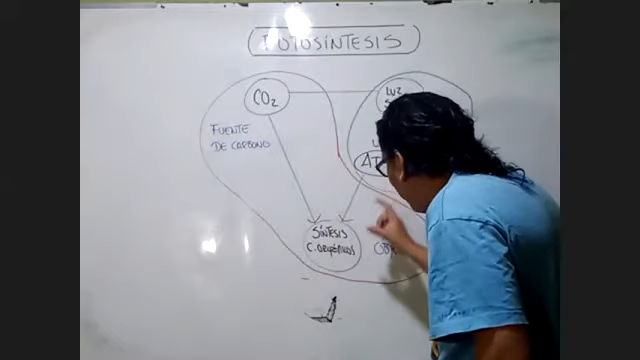 FOTOSÍNTESIS
CO2
LUZ
FUENTE
DE CARBONO
SÍNTESIS
C. ORGÁNICOS